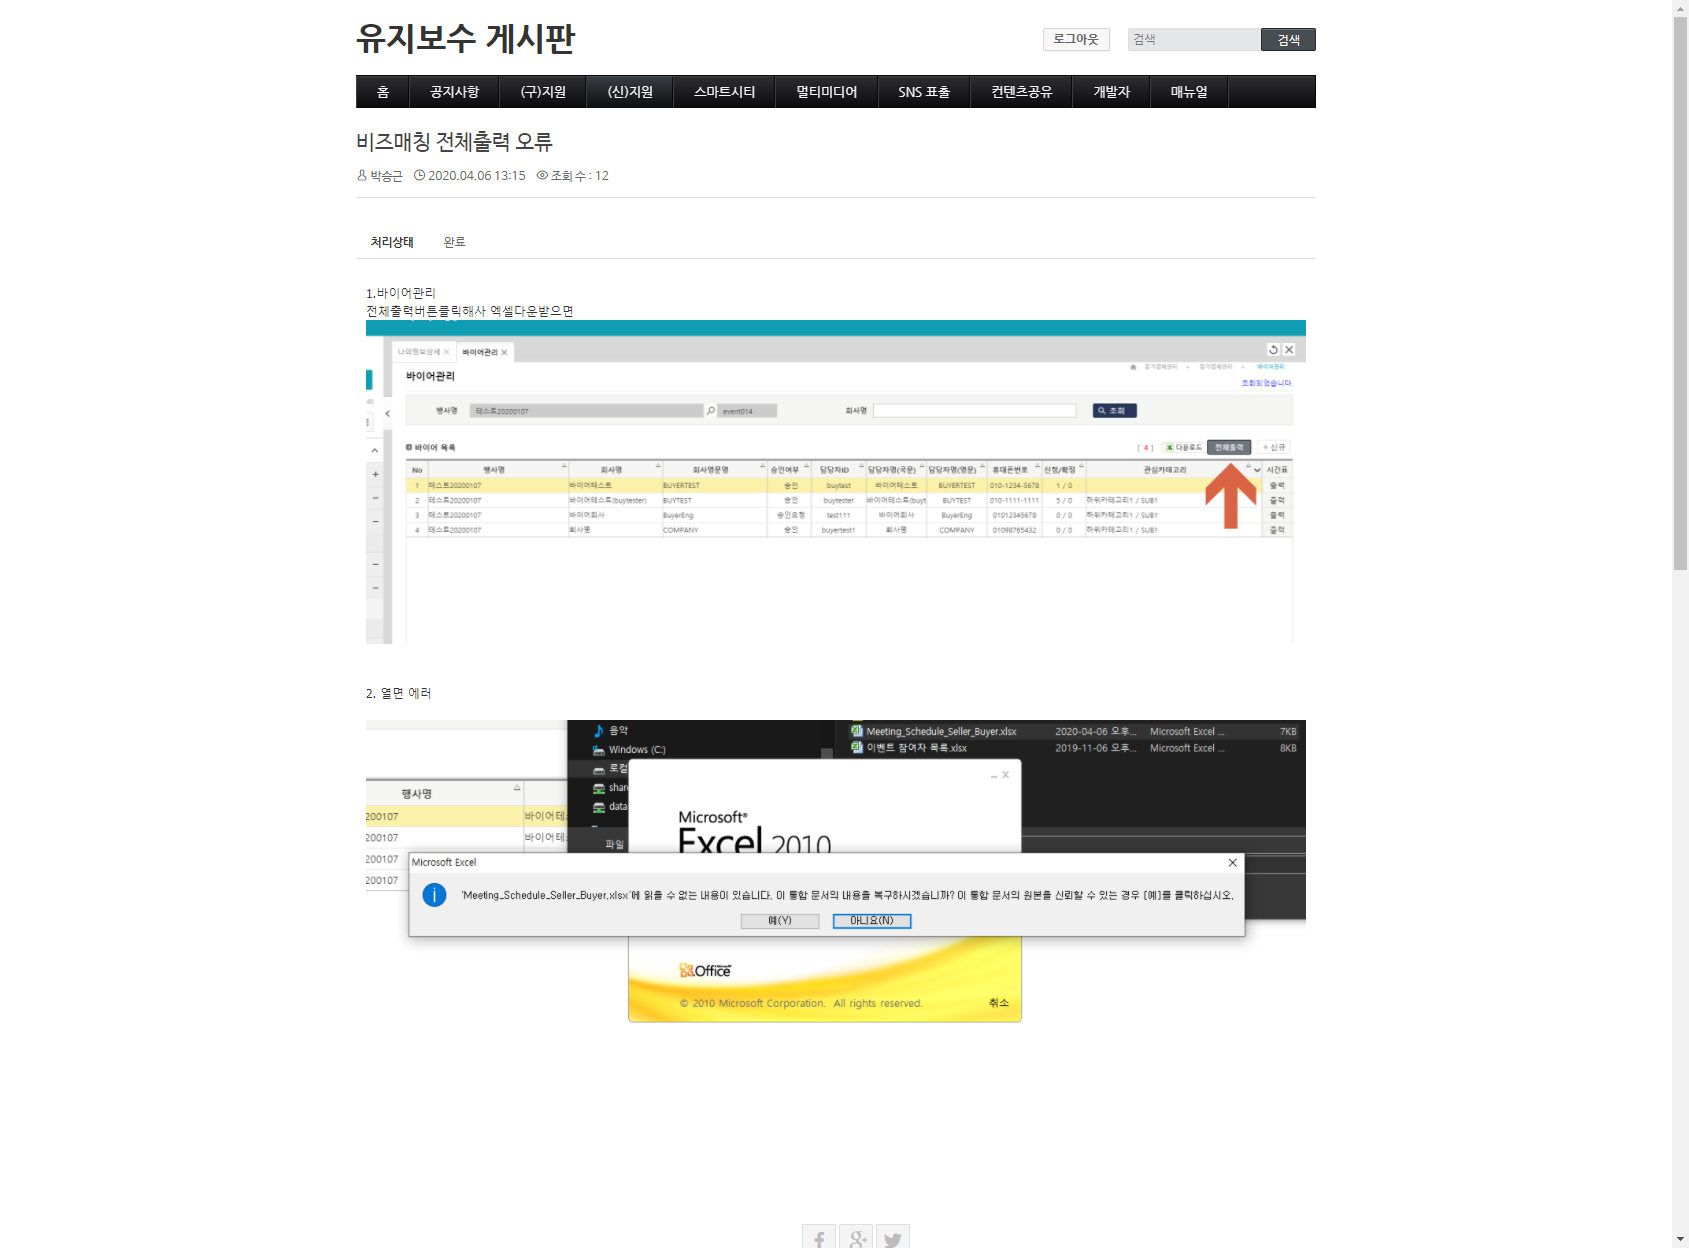 유지보수 게시판
로그아웃 검색 검색
홈 공지사항 (구)지원 (신)지원 스마트시티 멀티미디어 SNS 표출 컨텐츠공유 개발자 매뉴얼
비즈매칭 전체출력 오류
박승근 2020.04.06 13:15 조회 수 : 12
처리상태 완료
1.바이어관리
전체출력버튼클릭해사 엑셀다운받으면
나의정보상세 바이어관리
바이어관리
바이어관리
조회되었습니다.
행사명 테스트20200107 event014 회사명 조회
바이어 목록 [ 4 ] 다운로드 전체출력 + 신규
No 행사명 회사명 회사영문명 승인여부 담당자ID 담당자명(국문) 담당자명(영문) 휴대폰번호 신청/확정 관심카테고리 시간표
1 테스트20200107 바이어테스트 BUYERTEST 승인 buytest 바이어테스트 BUYERTEST 010-1234-5678 1 / 0 출력
2 테스트20200107 바이어테스트(buytester) BUYTEST 승인 buytester 바이어테스트(buyt BUYTEST 010-1111-1111 5 / 0 하위카테고리1 / SUB1 출력
3 테스트20200107 바이어회사 BuyerEng 승인요청 test111 바이어회사 BuyerEng 01012345678 0 / 0 하위카테고리1 / SUB1 출력
4 테스트20200107 회사명 COMPANY 승인 buyertest1 회사명 COMPANY 01098765432 0 / 0 하위카테고리1 / SUB1 출력
2. 열면 에러
음악 Meeting_Schedule_Seller_Buyer.xlsx 2020-04-06 오후... Microsoft Excel ... 7KB
Windows (C:) 이벤트 참여자 목록.xlsx 2019-11-06 오후... Microsoft Excel ... 8KB
로컬
shar
data
행사명
200107 바이어테
200107 바이어테
200107
200107
파일
Microsoft®
Excel 2010
Microsoft Excel
'Meeting_Schedule_Seller_Buyer.xlsx'에 읽을 수 없는 내용이 있습니다. 이 통합 문서의 내용을 복구하시겠습니까? 이 통합 문서의 원본을 신뢰할 수 있는 경우 [예]를 클릭하십시오.
예(Y) 아니요(N)
Office
© 2010 Microsoft Corporation. All rights reserved. 취소